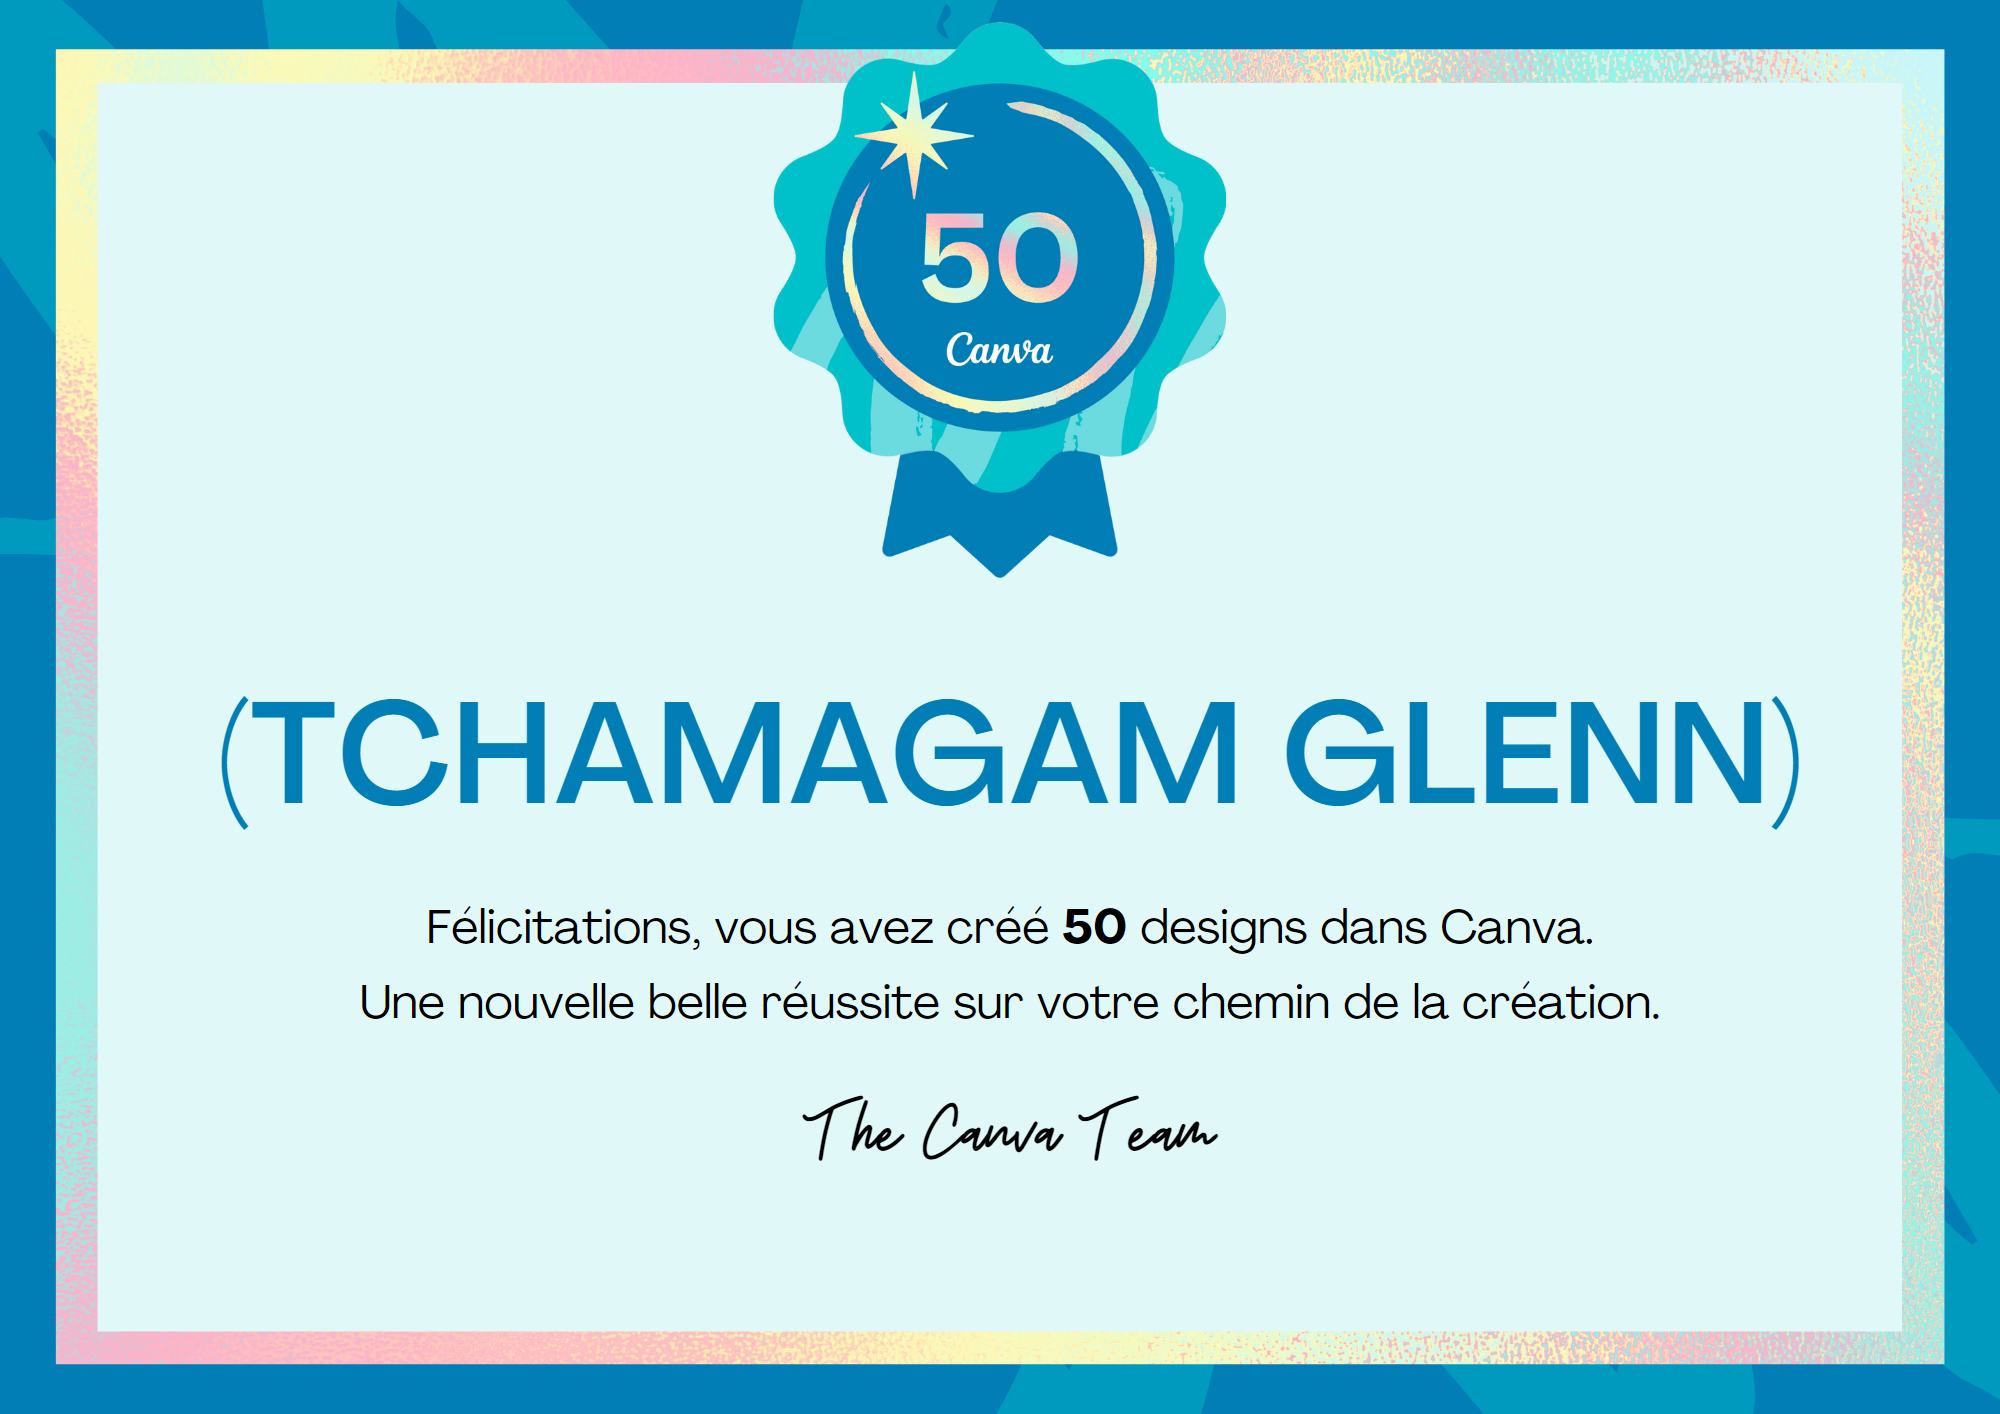 50
Canva
(TCHAMAGAM GLENN)
Félicitations, vous avez créé 50 designs dans Canva.
Une nouvelle belle réussite sur votre chemin de la création.
The Canva Team